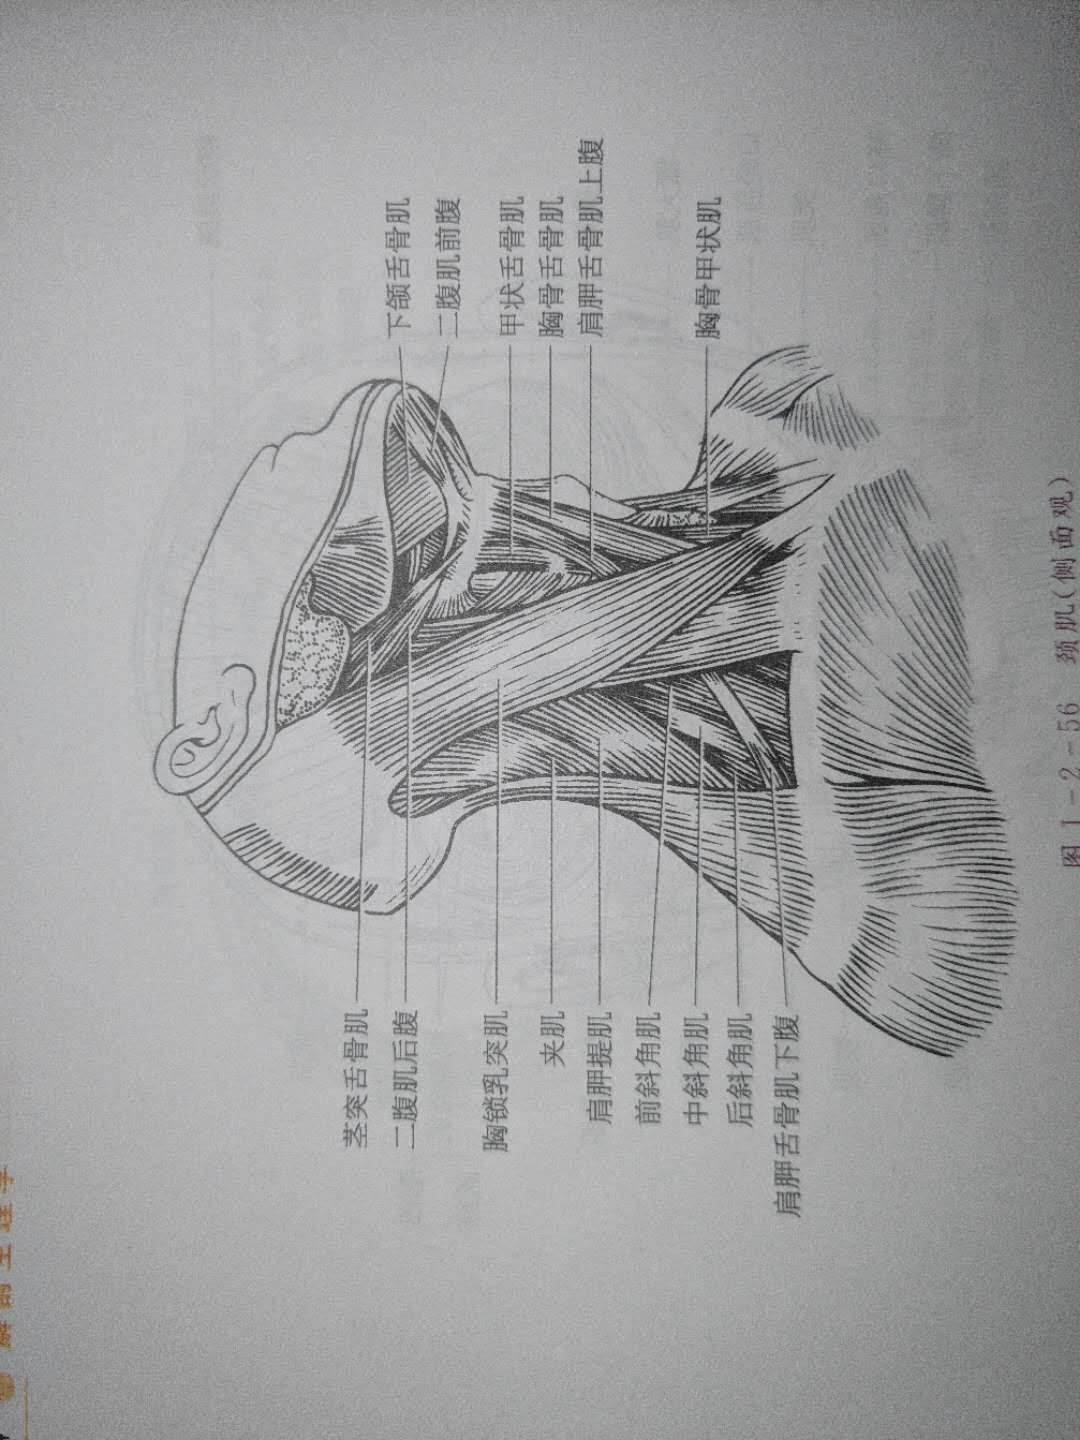 解剖生理学
茎突舌骨肌
二腹肌后腹
胸锁乳突肌
夹肌
肩胛提肌
前斜角肌
中斜角肌
后斜角肌
肩胛舌骨肌下腹
下颌舌骨肌
二腹肌前腹
甲状舌骨肌
胸骨舌骨肌
肩胛舌骨肌上腹
胸骨甲状肌
图 1-2-56 颈肌(侧面观)